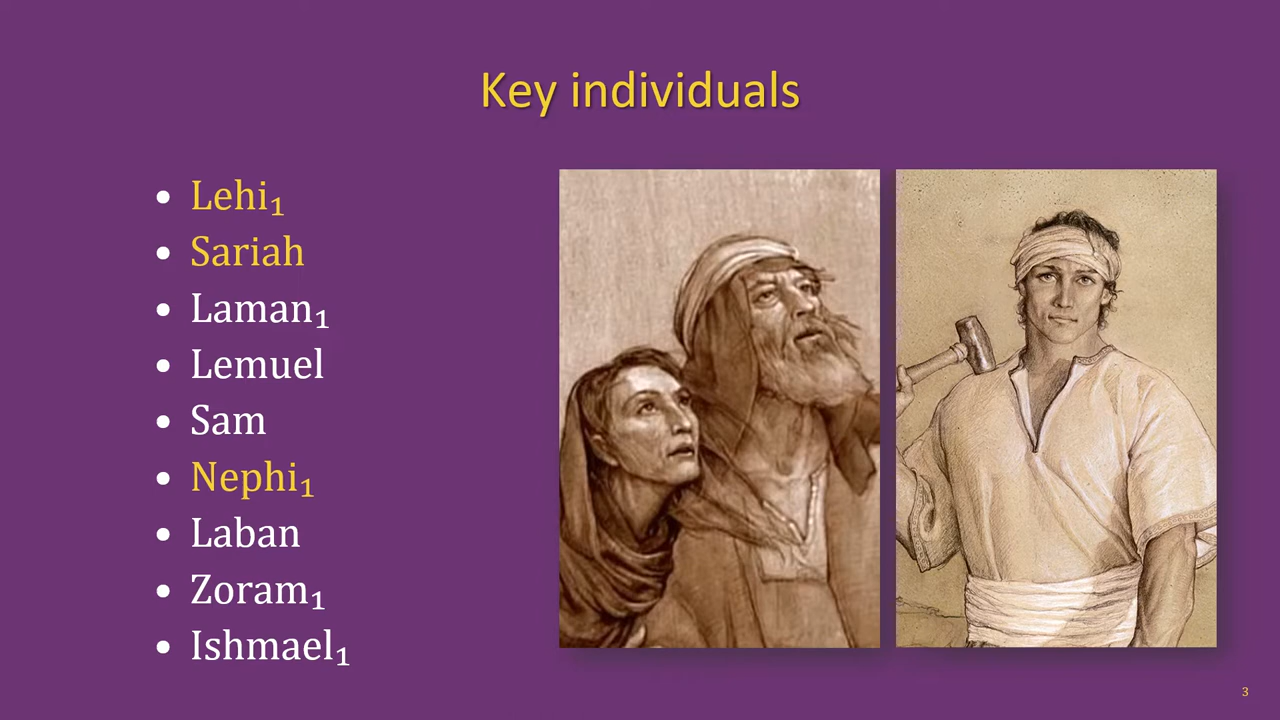 Key individuals
• Lehi₁
• Sariah
• Laman₁
• Lemuel
• Sam
• Nephi₁
• Laban
• Zoram₁
• Ishmael₁
3